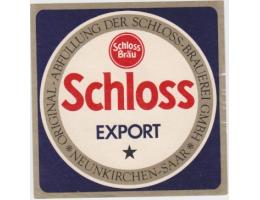 ORIGINAL-ABFÜLLUNG DER SCHLOSS-BRAUEREI GMBH
Schloss
Bräu
Schloss
EXPORT
NEUNKIRCHEN-SAAR